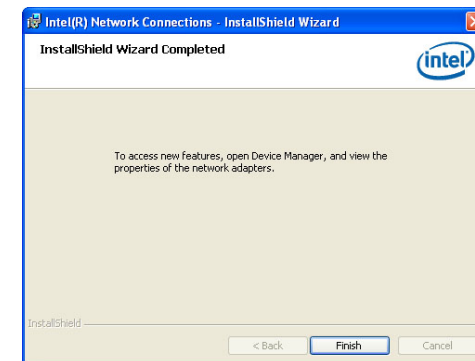 Intel(R) Network Connections - InstallShield Wizard
InstallShield Wizard Completed
intel
To access new features, open Device Manager, and view the
properties of the network adapters.
InstallShield
< Back
Finish
Cancel